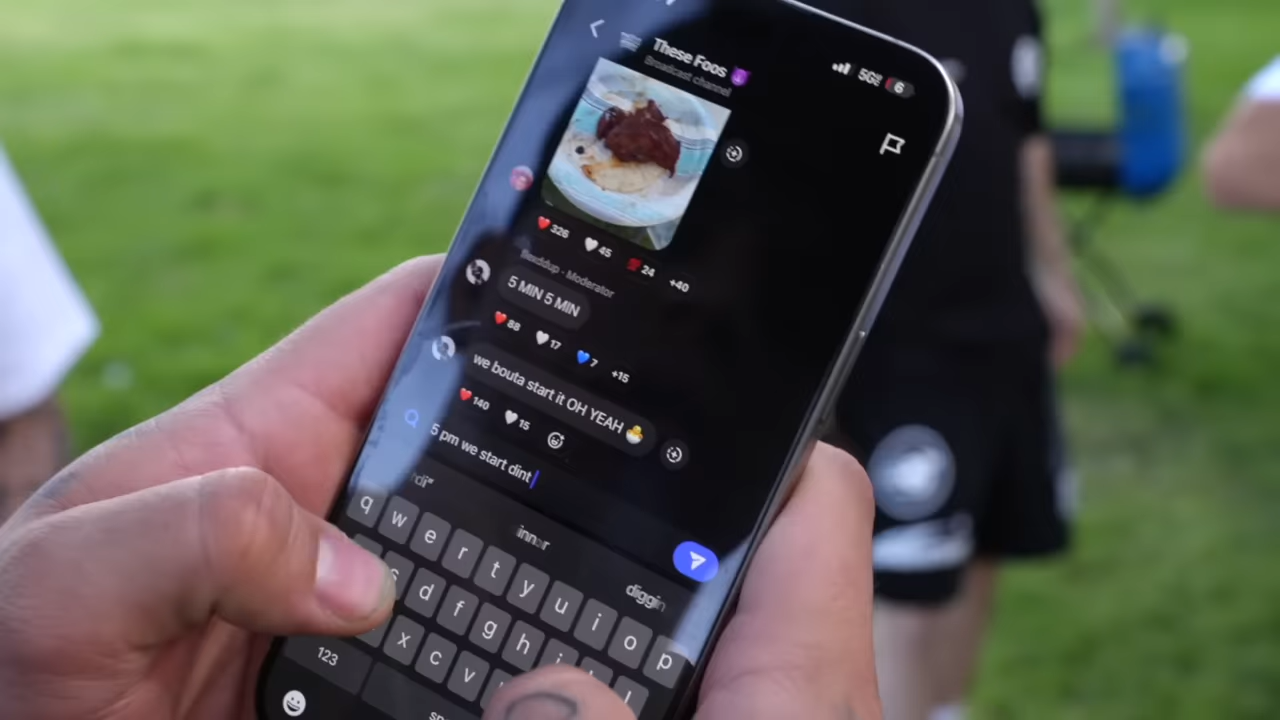 These Foos 😈
Broadcast channel
5G 6
❤️ 326 🤍 45 💯 24 +40
Moderator
5 MIN 5 MIN
❤️ 88 🤍 17 💙 7 +15
we bouta start it OH YEAH 🐣
❤️ 140 🤍 15
5 pm we start dint
diggin
q w e r t y u i o p
d f g h
x c v
123